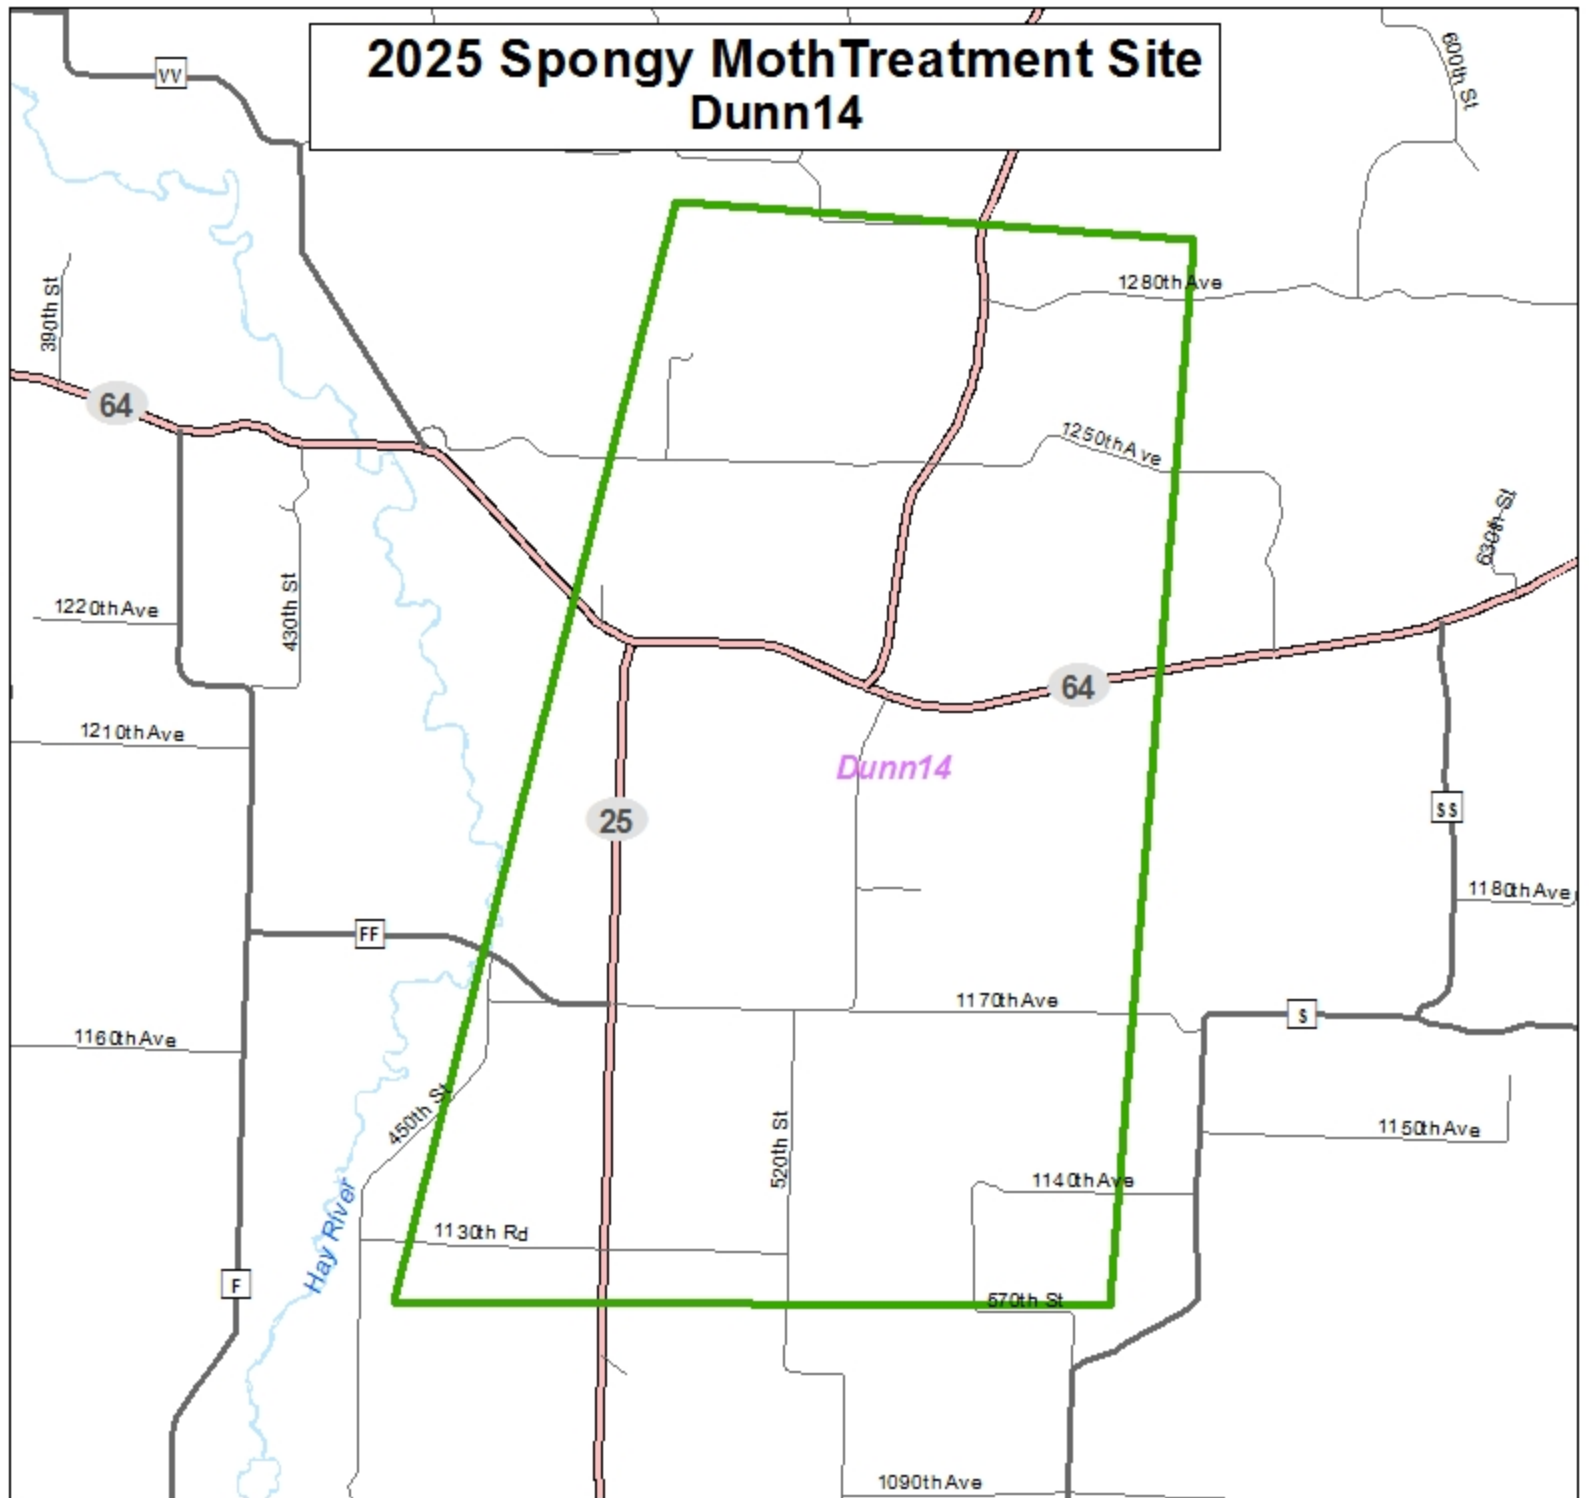 2025 Spongy MothTreatment Site
Dunn14
VV
600th St
390th St
1280th Ave
64
1250th Ave
630th St
1220th Ave
430th St
64
1210th Ave
Dunn14
25
SS
1180th Ave
FF
1170th Ave
S
1160th Ave
450th St
520th St
1150th Ave
1140th Ave
Hay River
1130th Rd
F
570th St
1090th Ave